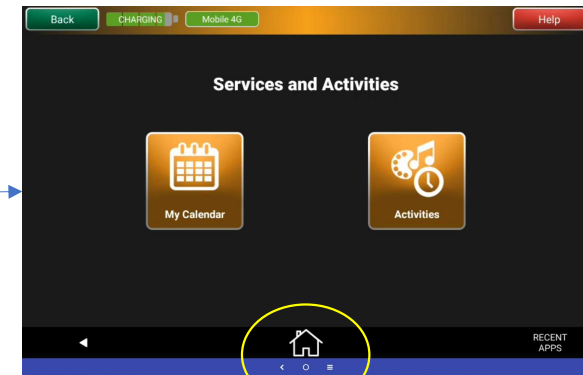 Back
CHARGING
Mobile 4G
Help
Services and Activities
My Calendar
Activities
RECENT
APPS